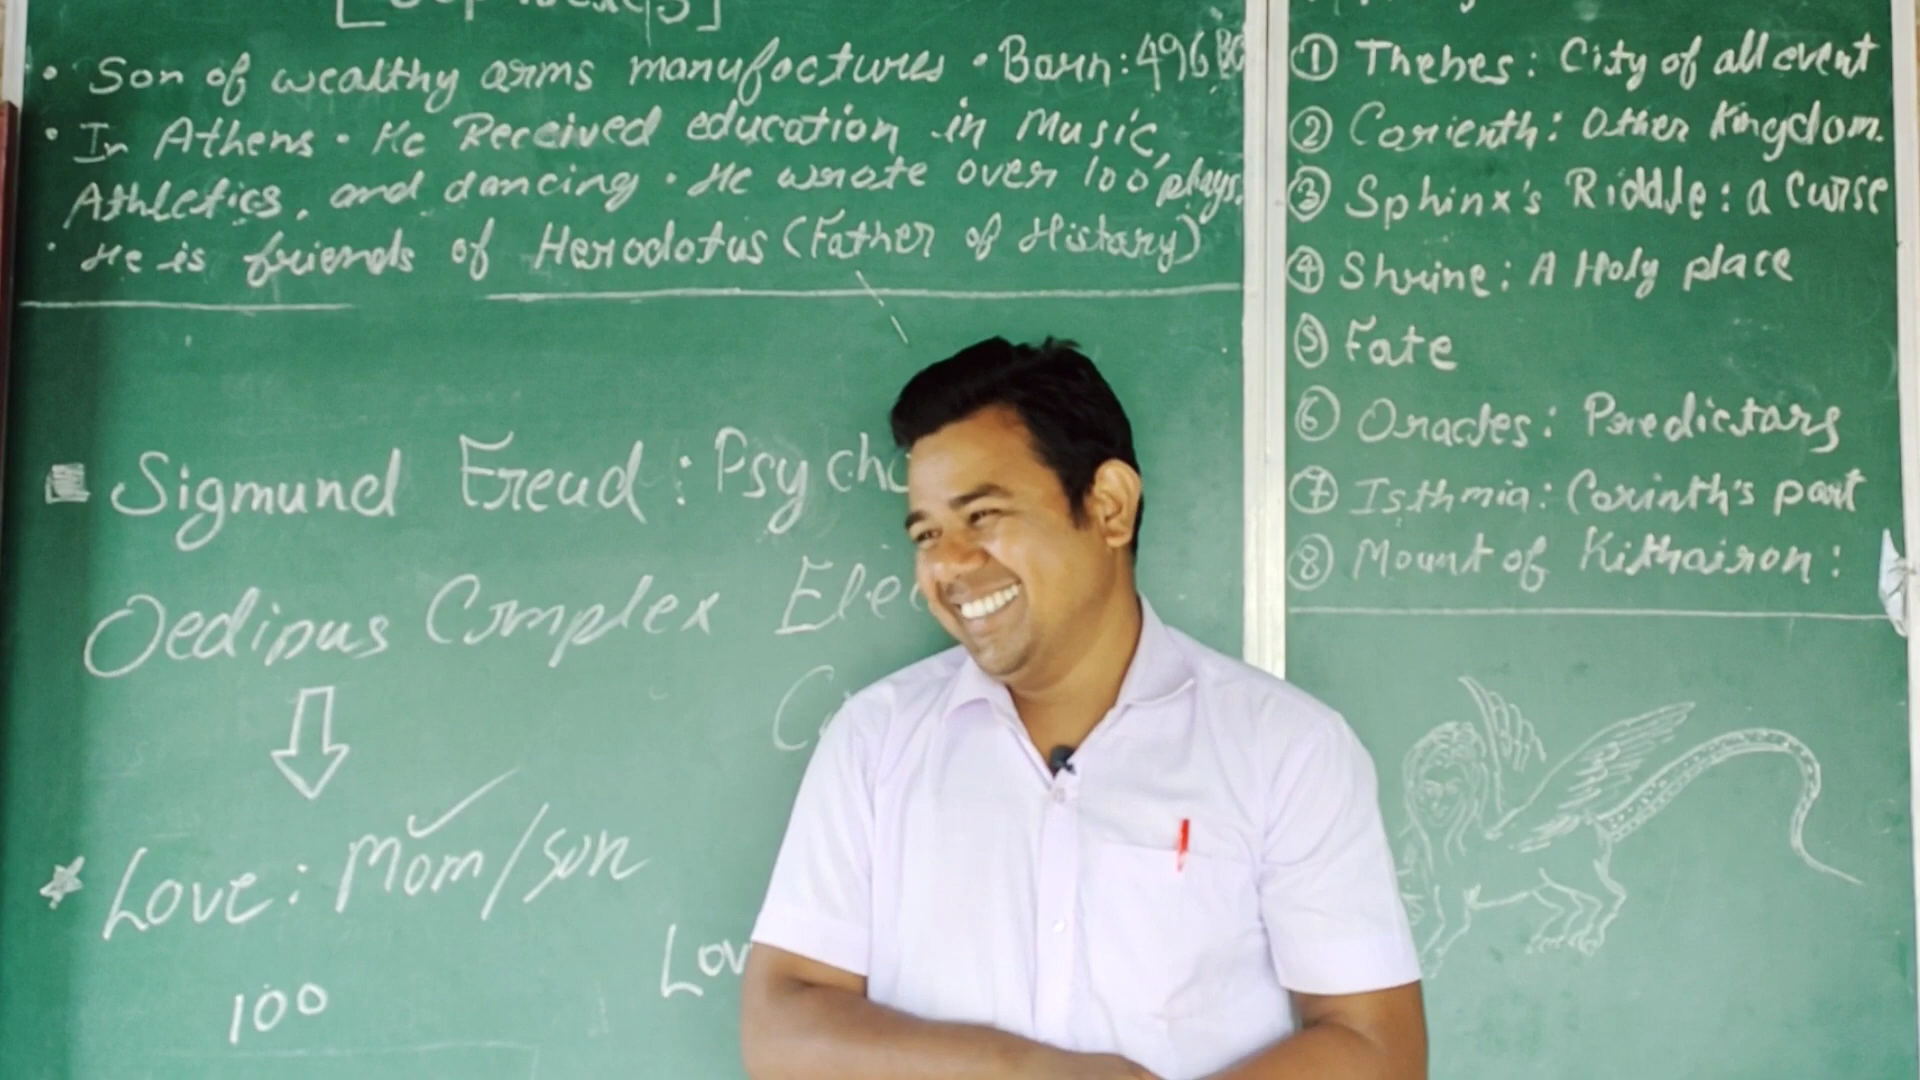 • Son of wealthy arms manufactures • Born: 496 BC
• In Athens • He Received education in Music,
Athletics, and dancing • He wrote over 100 plays.
• He is friends of Herodotus (Father of History)
Sigmund Freud: Psycho
Oedipus Complex Elec
Love: Mom/son
100
Lov
① Thebes: City of all event
② Corienth: Other Kingdom.
③ Sphinx's Riddle: a curse
④ Shrine: A Holy place
⑤ Fate
⑥ Oracles: Predictors
⑦ Isthmia: Corinth's part
⑧ Mount of Kithairon: